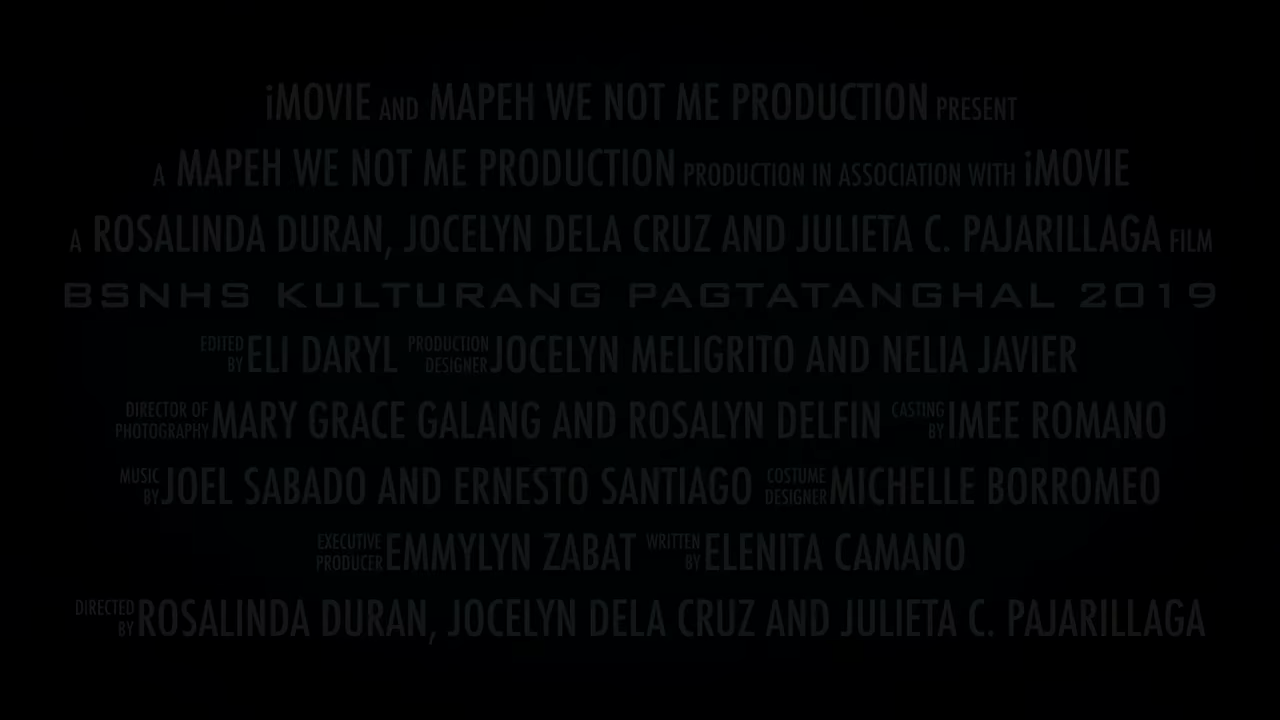 iMOVIE AND MAPEH WE NOT ME PRODUCTION PRESENT
A MAPEH WE NOT ME PRODUCTION PRODUCTION IN ASSOCIATION WITH iMOVIE
A ROSALINDA DURAN, JOCELYN DELA CRUZ AND JULIETA C. PAJARILLAGA FILM
BSNHS KULTURANG PAGTATANGHAL 2019
EDITED BY ELI DARYL PRODUCTION DESIGNER JOCELYN MELIGRITO AND NELIA JAVIER
DIRECTOR OF PHOTOGRAPHY MARY GRACE GALANG AND ROSALYN DELFIN CASTING BY IMEE ROMANO
MUSIC BY JOEL SABADO AND ERNESTO SANTIAGO COSTUME DESIGNER MICHELLE BORROMEO
EXECUTIVE PRODUCER EMMYLYN ZABAT WRITTEN BY ELENITA CAMANO
DIRECTED BY ROSALINDA DURAN, JOCELYN DELA CRUZ AND JULIETA C. PAJARILLAGA